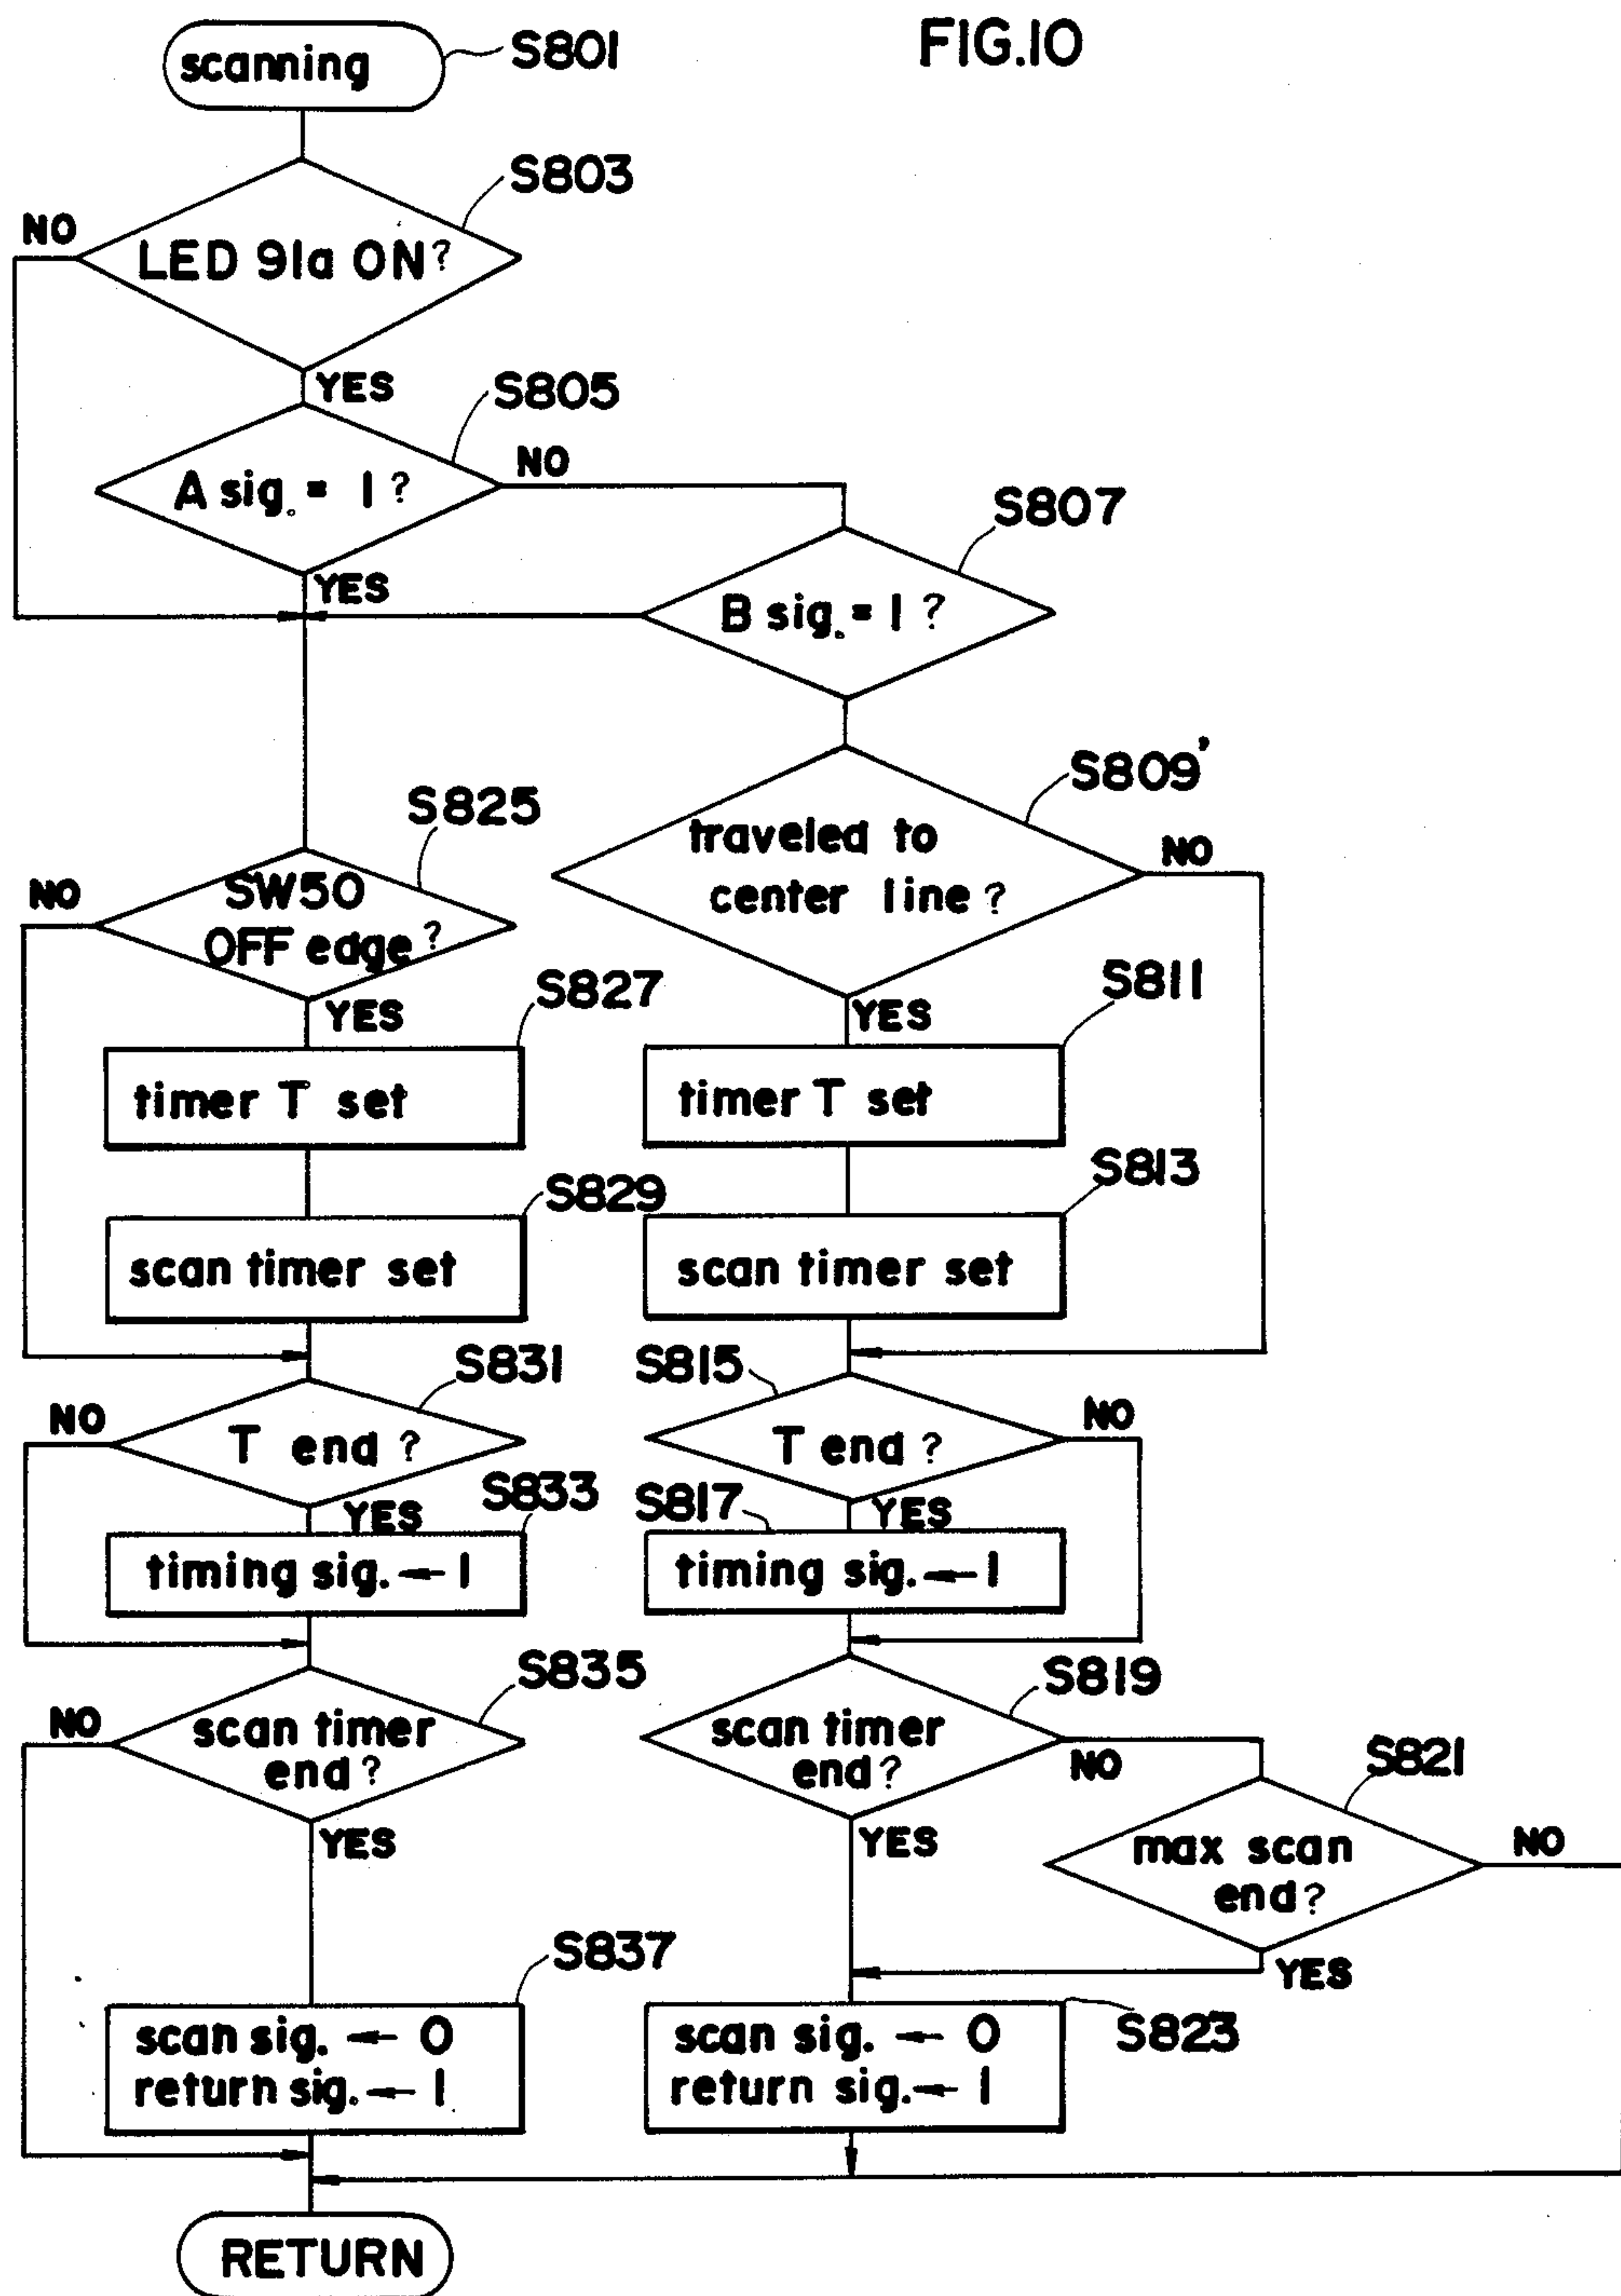 FIG.10
scanning
S801
S803
NO
LED 91a ON?
YES
S805
A sig. = 1?
NO
YES
S807
B sig. = 1?
S809'
traveled to
center line?
NO
YES
S825
SW50
OFF edge?
NO
YES
S827
timer T set
S811
timer T set
S829
scan timer set
S813
scan timer set
S831
T end?
NO
YES
S815
T end?
NO
YES
S833
timing sig. ← 1
S817
timing sig. ← 1
S835
scan timer
end?
NO
YES
S819
scan timer
end?
NO
YES
S821
max scan
end?
NO
YES
S837
scan sig. ← 0
return sig. ← 1
S823
scan sig. ← 0
return sig. ← 1
RETURN